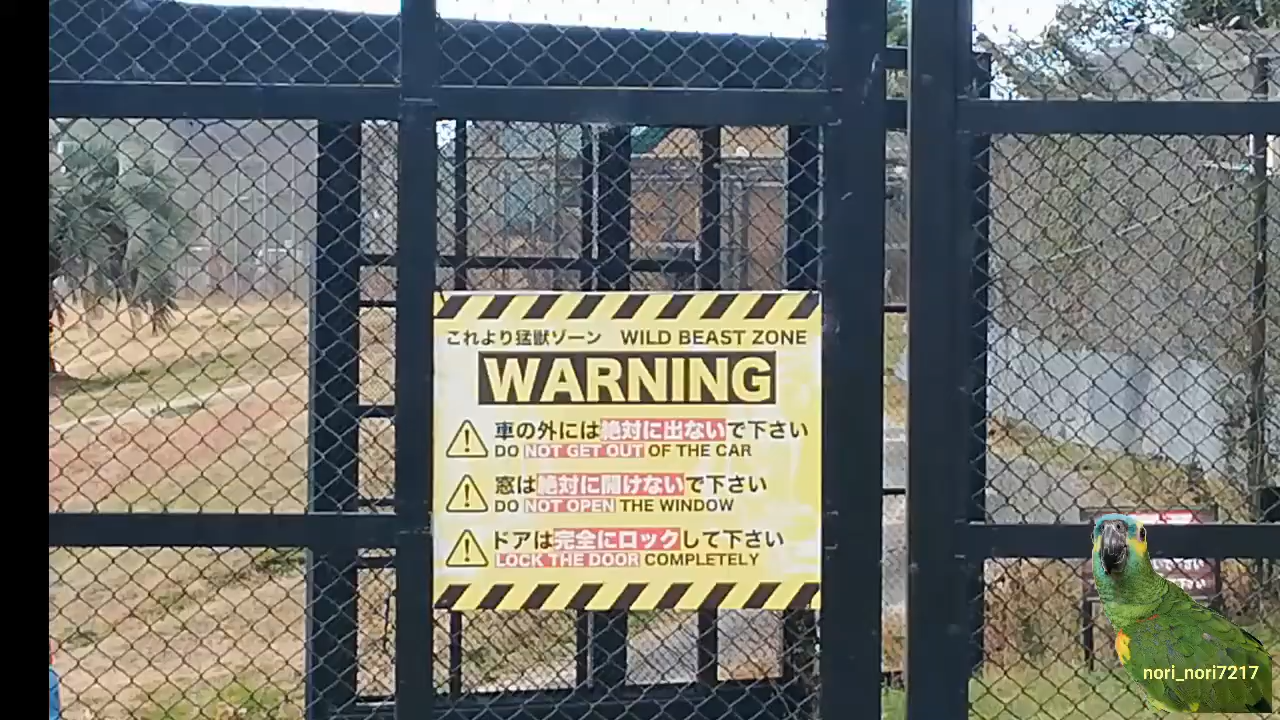 これより猛獣ゾーン WILD BEAST ZONE
WARNING
車の外には絶対に出ないで下さい
DO NOT GET OUT OF THE CAR
窓は絶対に開けないで下さい
DO NOT OPEN THE WINDOW
ドアは完全にロックして下さい
LOCK THE DOOR COMPLETELY
nori_nori7217